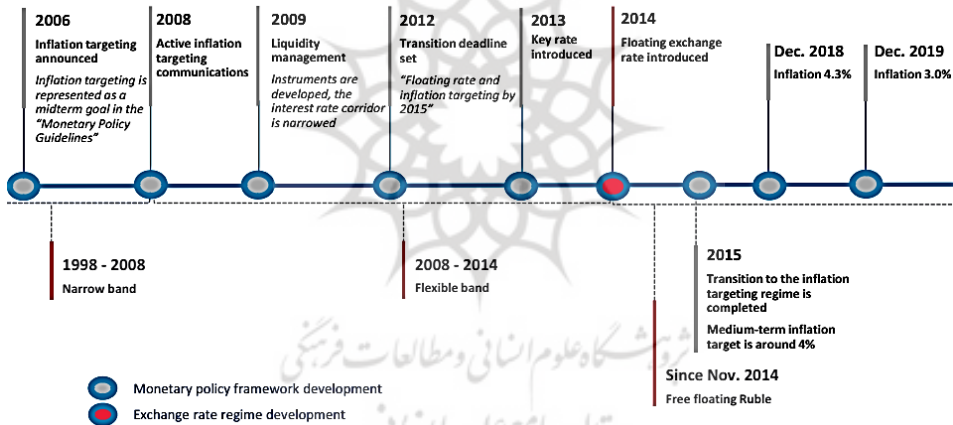 2006
Inflation targeting
announced
Inflation targeting is
represented as a
midterm goal in the
"Monetary Policy
Guidelines"
2008
Active inflation
targeting
communications
2009
Liquidity
management
Instruments are
developed, the
interest rate corridor
is narrowed
2012
Transition deadline
set
"Floating rate and
inflation targeting by
2015"
2013
Key rate
introduced
2014
Floating exchange
rate introduced
Dec. 2018
Inflation 4.3%
Dec. 2019
Inflation 3.0%
1998 - 2008
Narrow band
2008 - 2014
Flexible band
2015
Transition to the inflation
targeting regime is
completed
Medium-term inflation
target is around 4%
Since Nov. 2014
Free floating Ruble
پژوهشگاه علوم انسانی و مطالعات فرهنگی
Monetary policy framework development
Exchange rate regime development